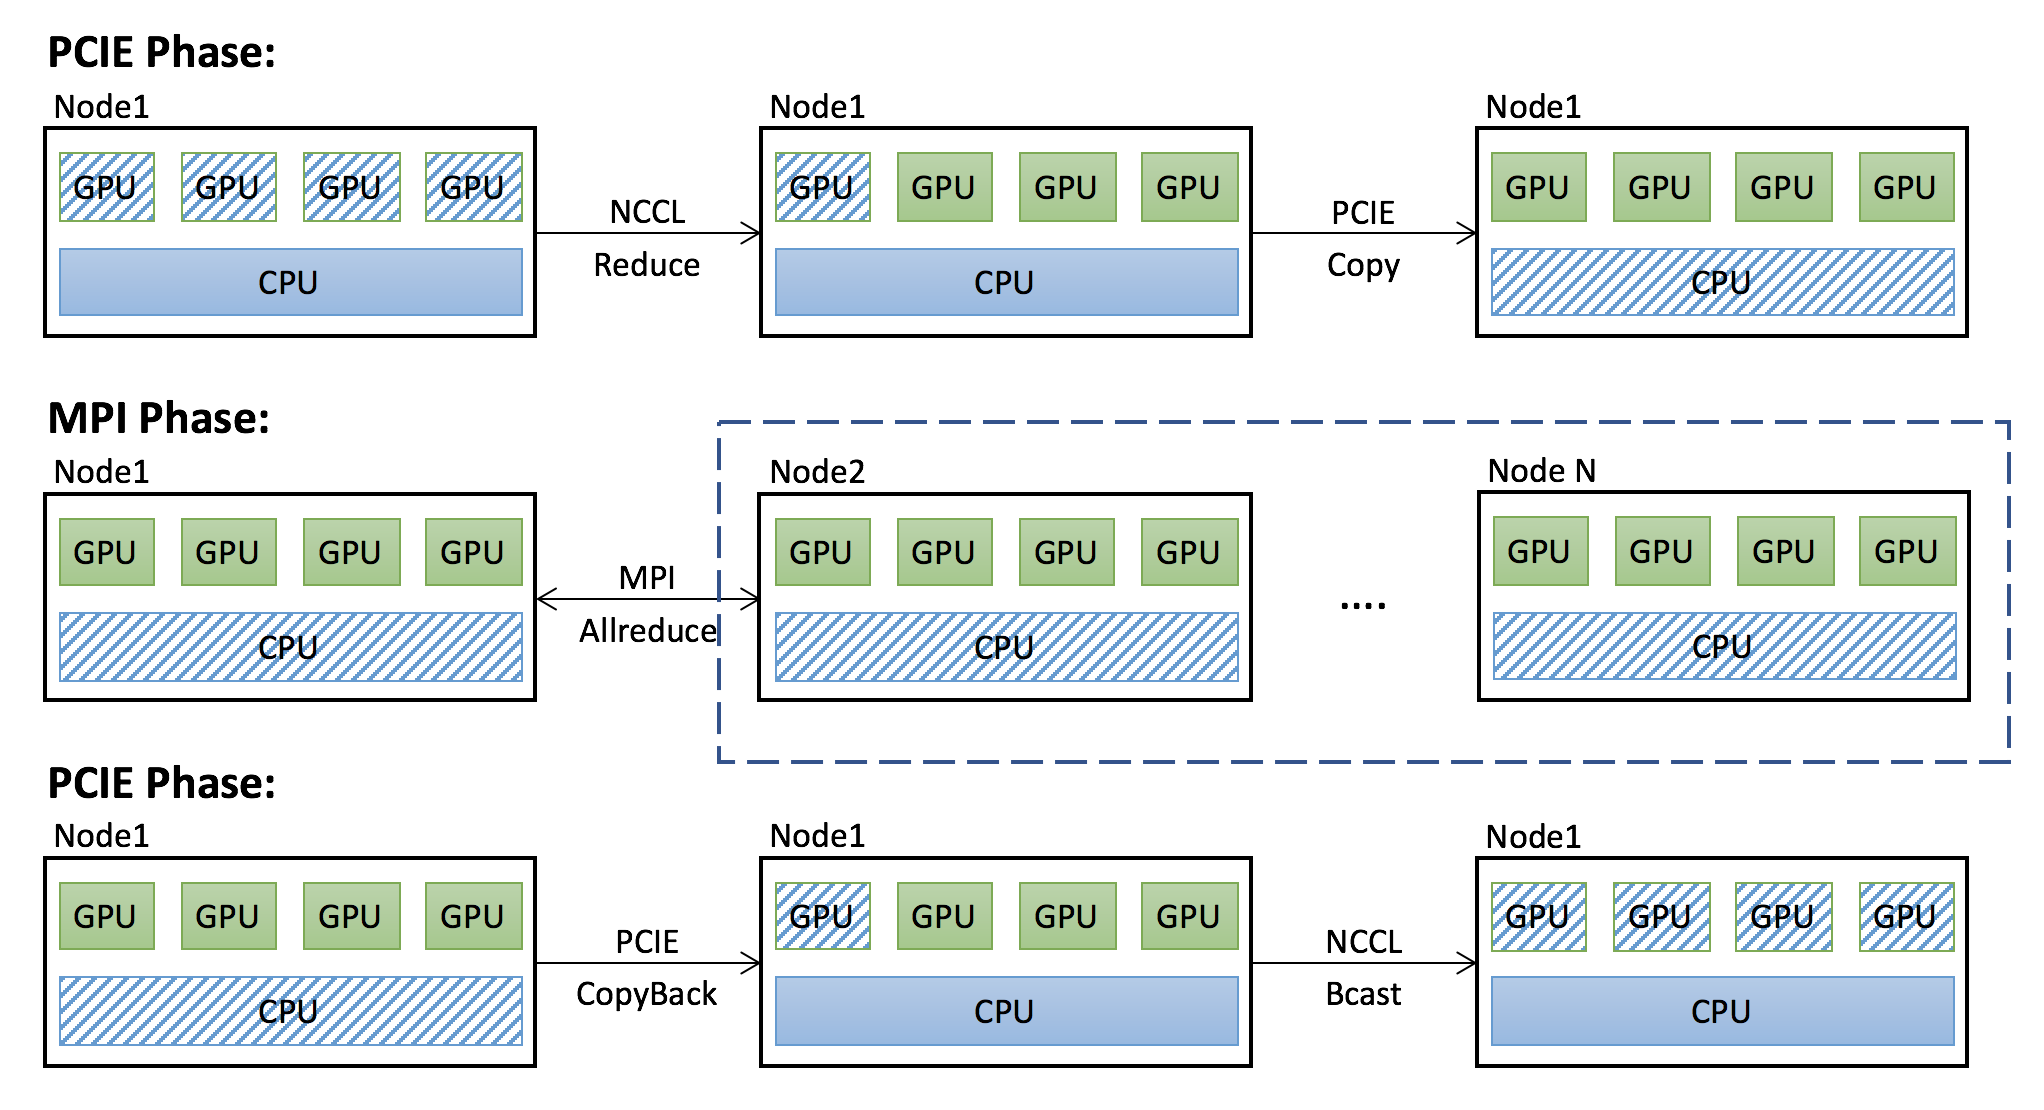 PCIE Phase:
Node1
Node1
Node1
GPU GPU GPU GPU
GPU GPU GPU GPU
GPU GPU GPU GPU
NCCL
Reduce
PCIE
Copy
CPU
CPU
CPU
MPI Phase:
Node1
Node2
Node N
GPU GPU GPU GPU
GPU GPU GPU GPU
GPU GPU GPU GPU
MPI
Allreduce
....
CPU
CPU
CPU
PCIE Phase:
Node1
Node1
Node1
GPU GPU GPU GPU
GPU GPU GPU GPU
GPU GPU GPU GPU
PCIE
CopyBack
NCCL
Bcast
CPU
CPU
CPU